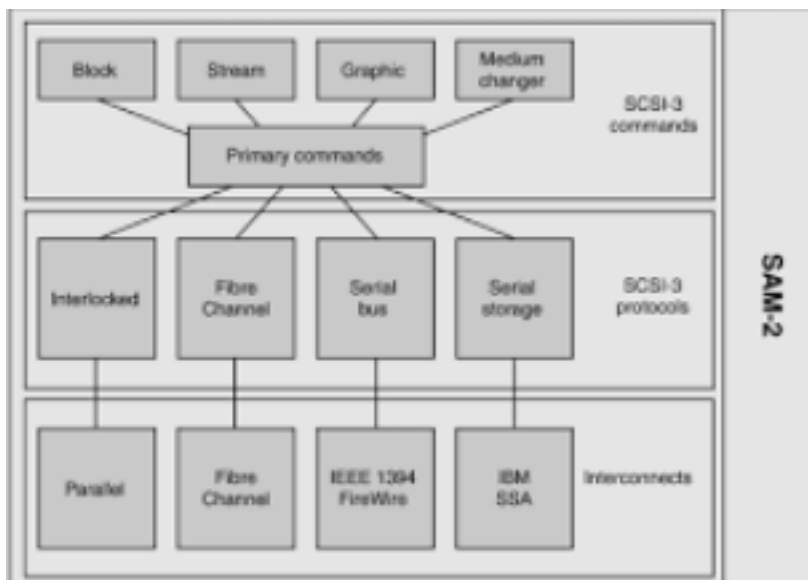 Block
Stream
Graphic
Medium
changer
SCSI-3
commands
Primary commands
Interlocked
Fibre
Channel
Serial
bus
Serial
storage
SCSI-3
protocols
Parallel
Fibre
Channel
IEEE 1394
FireWire
IBM
SSA
Interconnects
SAM-2